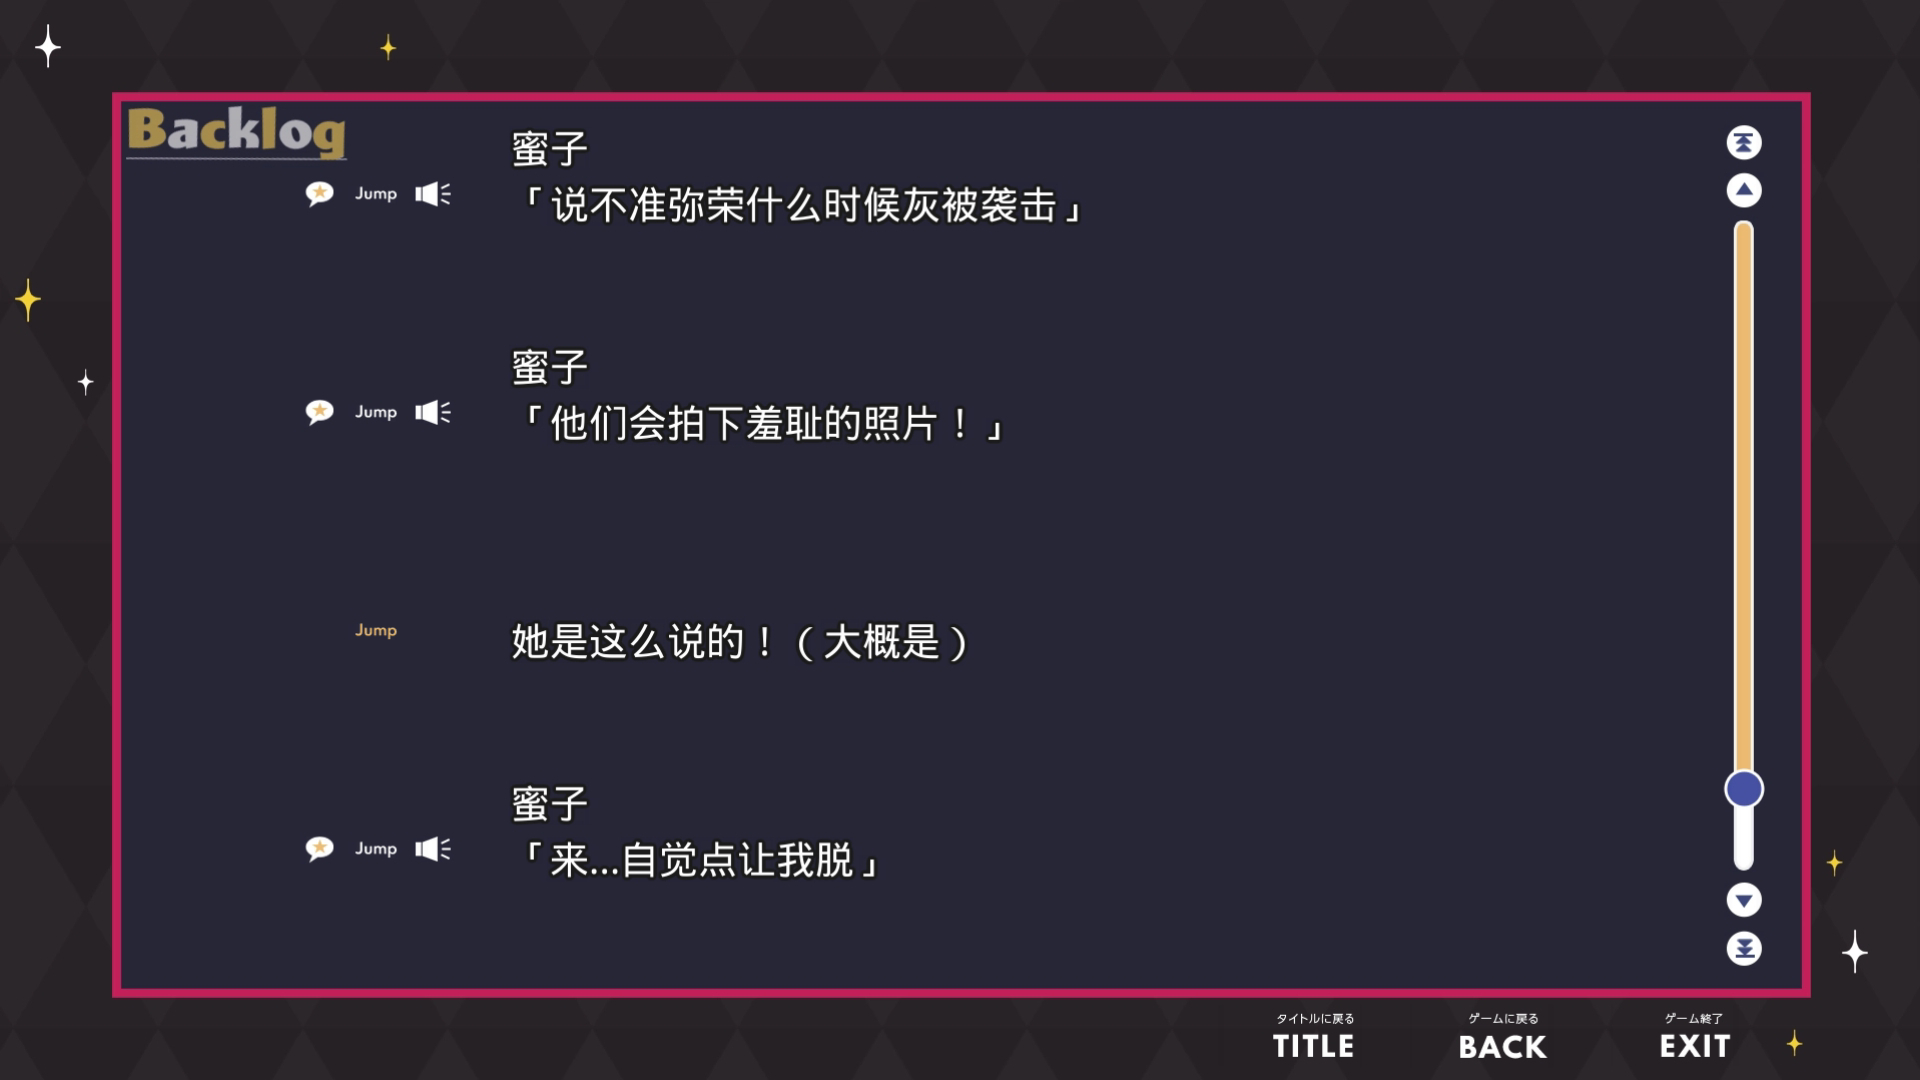 Backlog
蜜子
Jump
「说不准弥荣什么时候灰被袭击」
蜜子
Jump
「他们会拍下羞耻的照片！」
Jump
她是这么说的！（大概是）
蜜子
Jump
「来...自觉点让我脱」
タイトルに戻る
TITLE
ゲームに戻る
BACK
ゲーム終了
EXIT